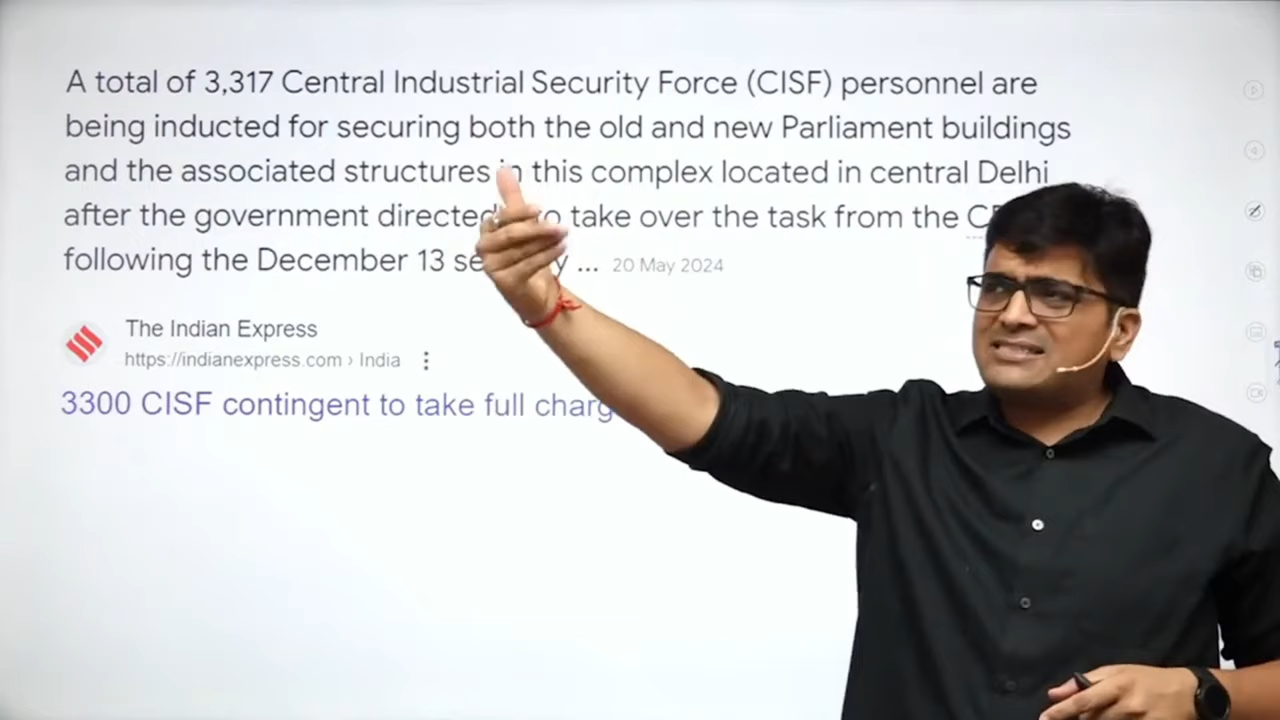 A total of 3,317 Central Industrial Security Force (CISF) personnel are
being inducted for securing both the old and new Parliament buildings
and the associated structures in this complex located in central Delhi
after the government directed to take over the task from the
following the December 13 ... 20 May 2024
The Indian Express
https://indianexpress.com › India
3300 CISF contingent to take full